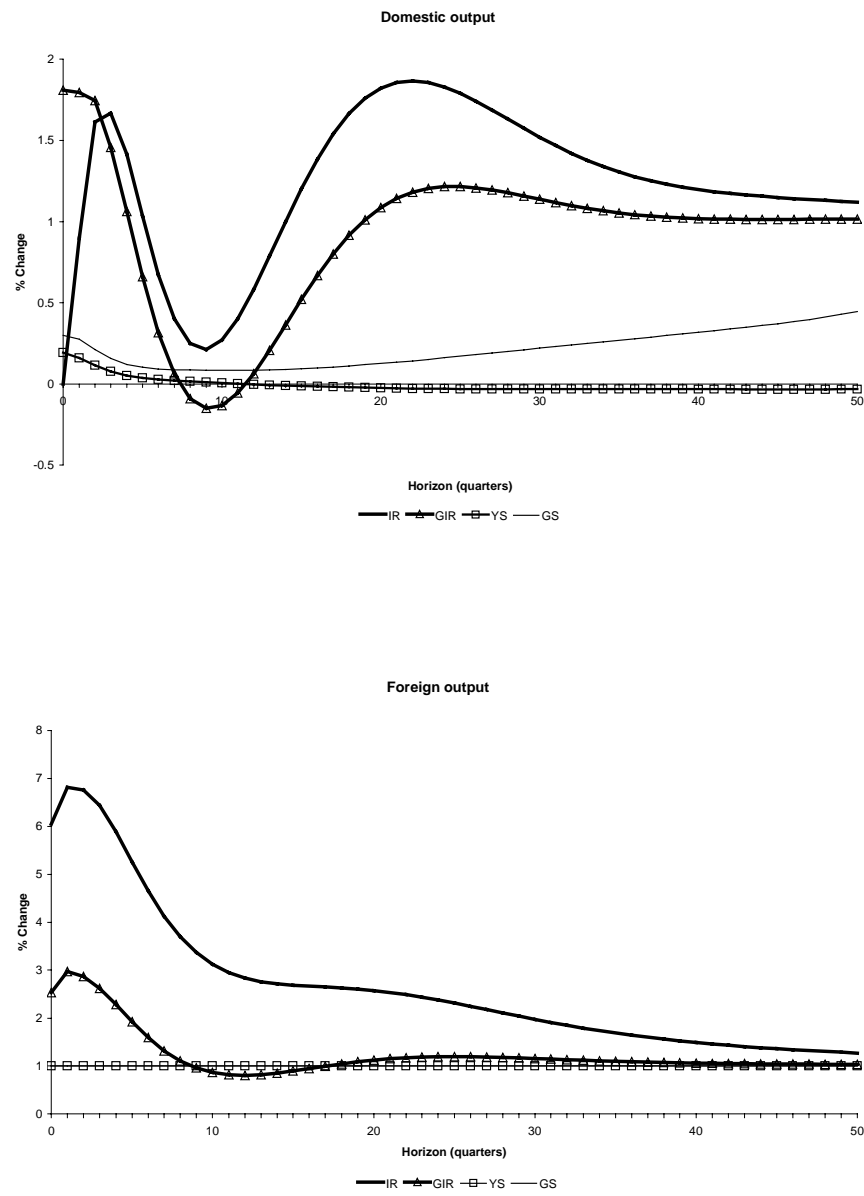 Domestic output
2
1.5
1
0.5
0
-0.5
% Change
0 10 20 30 40 50
Horizon (quarters)
IR GIR YS GS
Foreign output
8
7
6
5
4
3
2
1
0
% Change
0 10 20 30 40 50
Horizon (quarters)
IR GIR YS GS